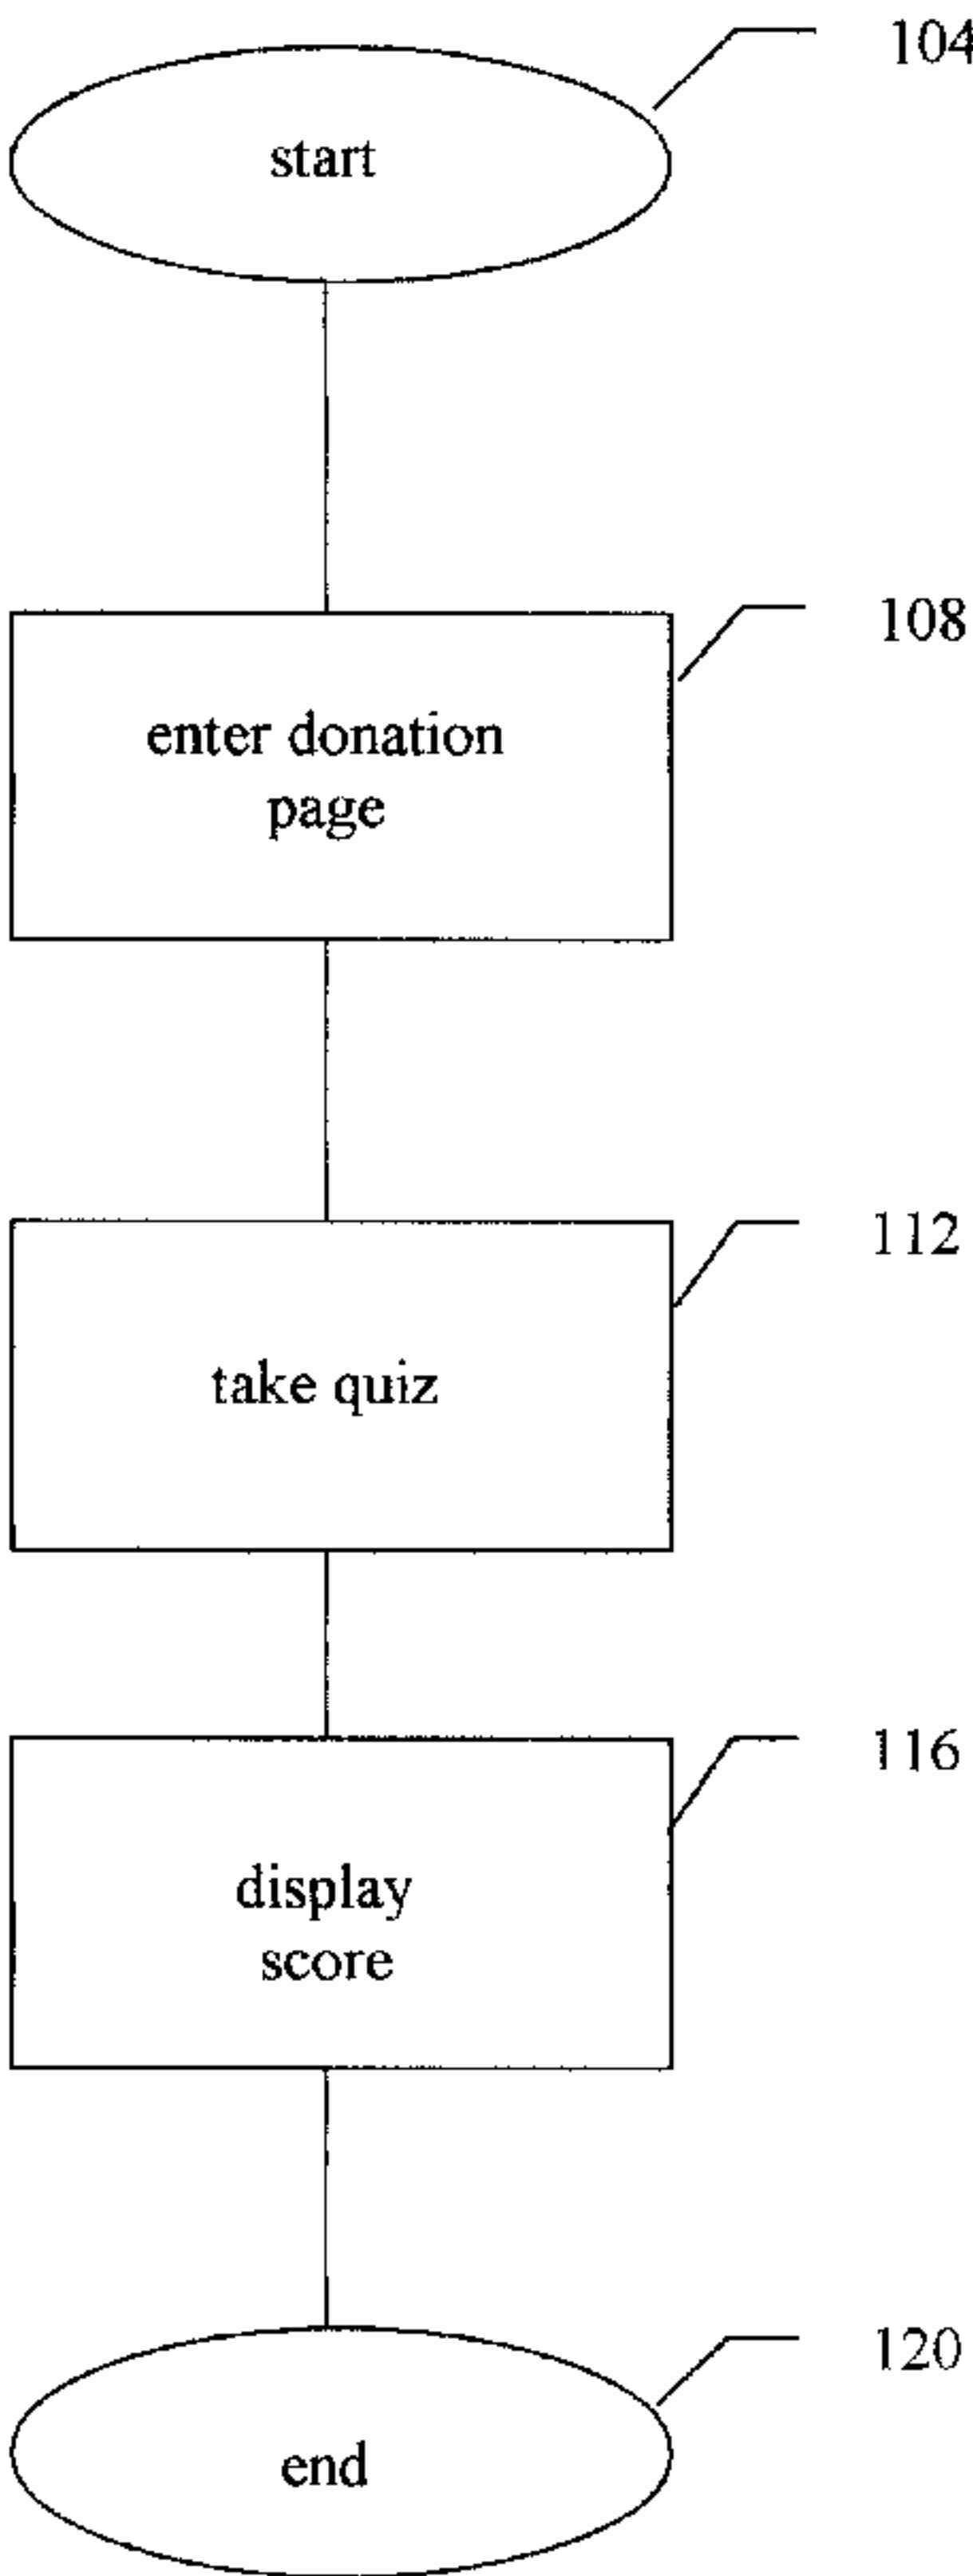 104
start
108
enter donation
page
112
take quiz
116
display
score
120
end